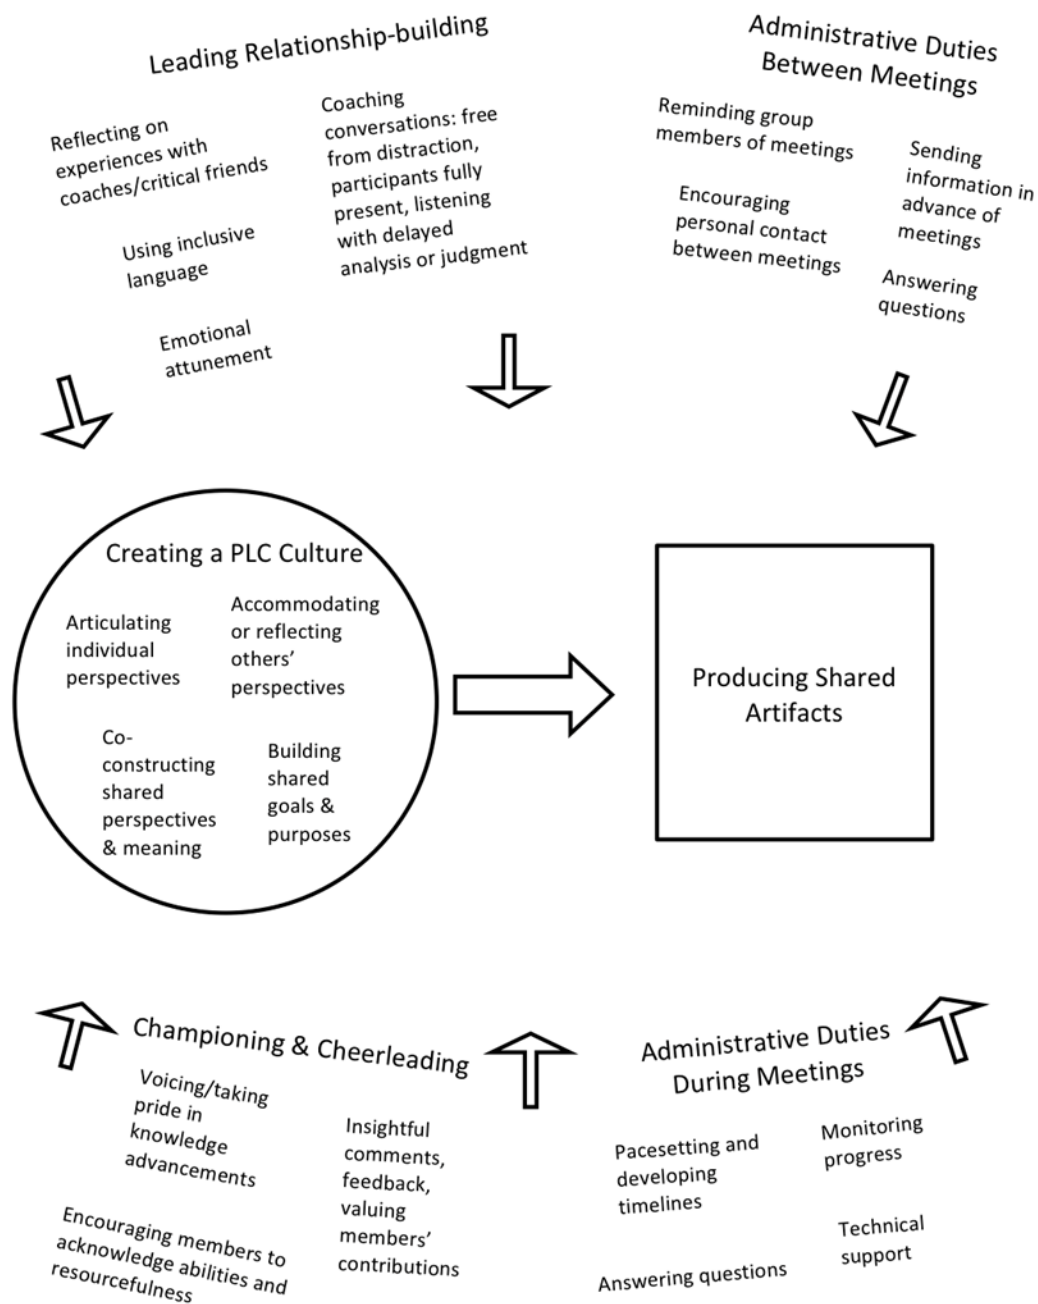 Leading Relationship-building
Reflecting on
experiences with
coaches/critical friends
Using inclusive
language
Emotional
attunement
Coaching
conversations: free
from distraction,
participants fully
present, listening
with delayed
analysis or judgment
Administrative Duties
Between Meetings
Reminding group
members of meetings
Encouraging
personal contact
between meetings
Sending
information in
advance of
meetings
Answering
questions
Creating a PLC Culture
Articulating
individual
perspectives
Accommodating
or reflecting
others’
perspectives
Co-
constructing
shared
perspectives
& meaning
Building
shared
goals &
purposes
Producing Shared
Artifacts
Championing & Cheerleading
Voicing/taking
pride in
knowledge
advancements
Encouraging members to
acknowledge abilities and
resourcefulness
Insightful
comments,
feedback,
valuing
members’
contributions
Administrative Duties
During Meetings
Pacesetting and
developing
timelines
Answering questions
Monitoring
progress
Technical
support